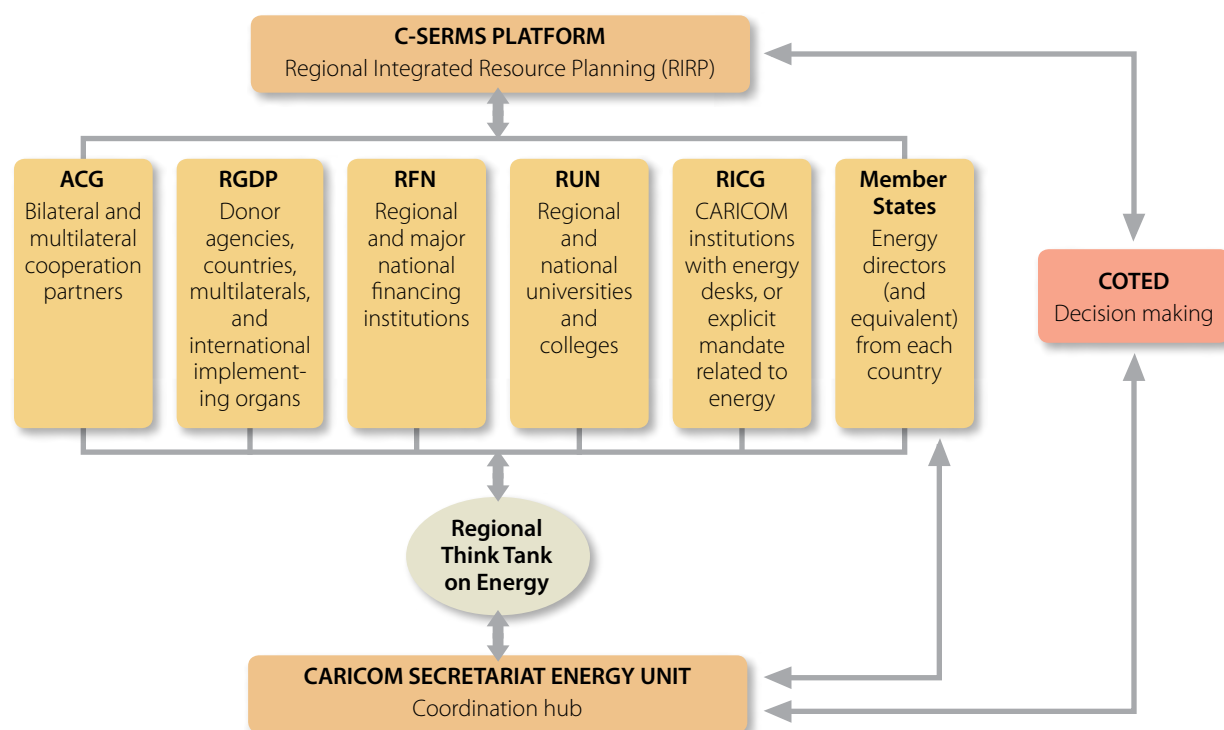 C-SERMS PLATFORM
Regional Integrated Resource Planning (RIRP)
ACG
Bilateral and
multilateral
cooperation
partners
RGDP
Donor
agencies,
countries,
multilaterals,
and
international
implement-
ing organs
RFN
Regional
and major
national
financing
institutions
RUN
Regional
and
national
universities
and
colleges
RICG
CARICOM
institutions
with energy
desks, or
explicit
mandate
related to
energy
Member
States
Energy
directors
(and
equivalent)
from each
country
COTED
Decision making
Regional
Think Tank
on Energy
CARICOM SECRETARIAT ENERGY UNIT
Coordination hub